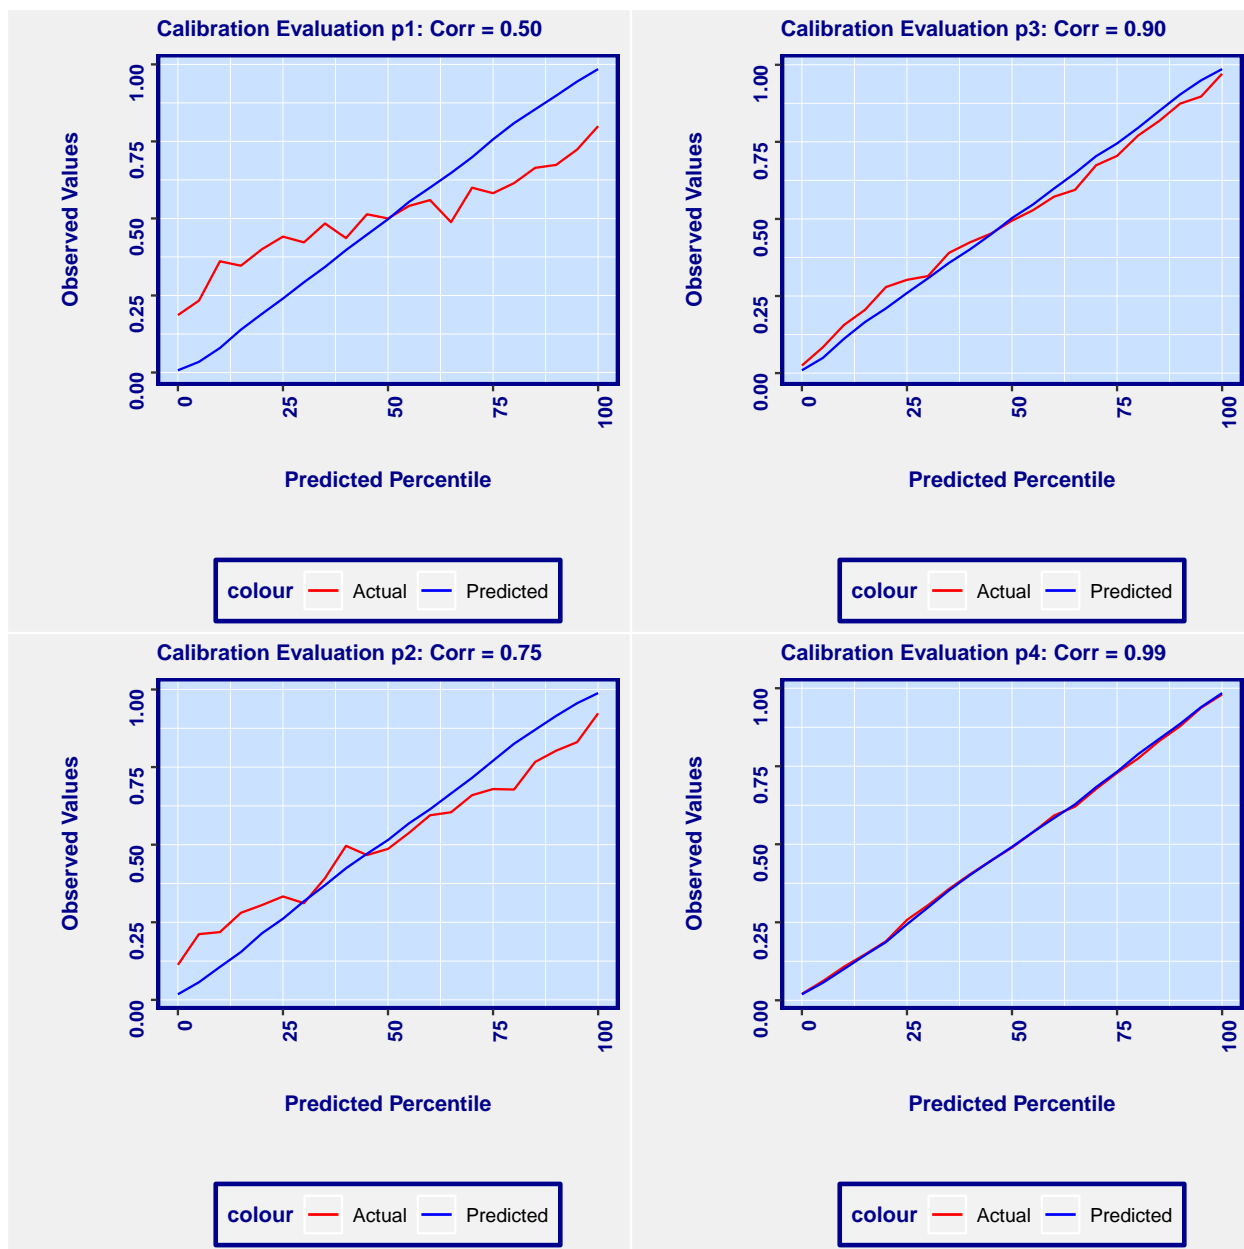 Calibration Evaluation p1: Corr = 0.50
Observed Values
1.00
0.75
0.50
0.25
0.00
0
25
50
75
100
Predicted Percentile
colour Actual Predicted
Calibration Evaluation p3: Corr = 0.90
Observed Values
1.00
0.75
0.50
0.25
0.00
0
25
50
75
100
Predicted Percentile
colour Actual Predicted
Calibration Evaluation p2: Corr = 0.75
Observed Values
1.00
0.75
0.50
0.25
0.00
0
25
50
75
100
Predicted Percentile
colour Actual Predicted
Calibration Evaluation p4: Corr = 0.99
Observed Values
1.00
0.75
0.50
0.25
0.00
0
25
50
75
100
Predicted Percentile
colour Actual Predicted